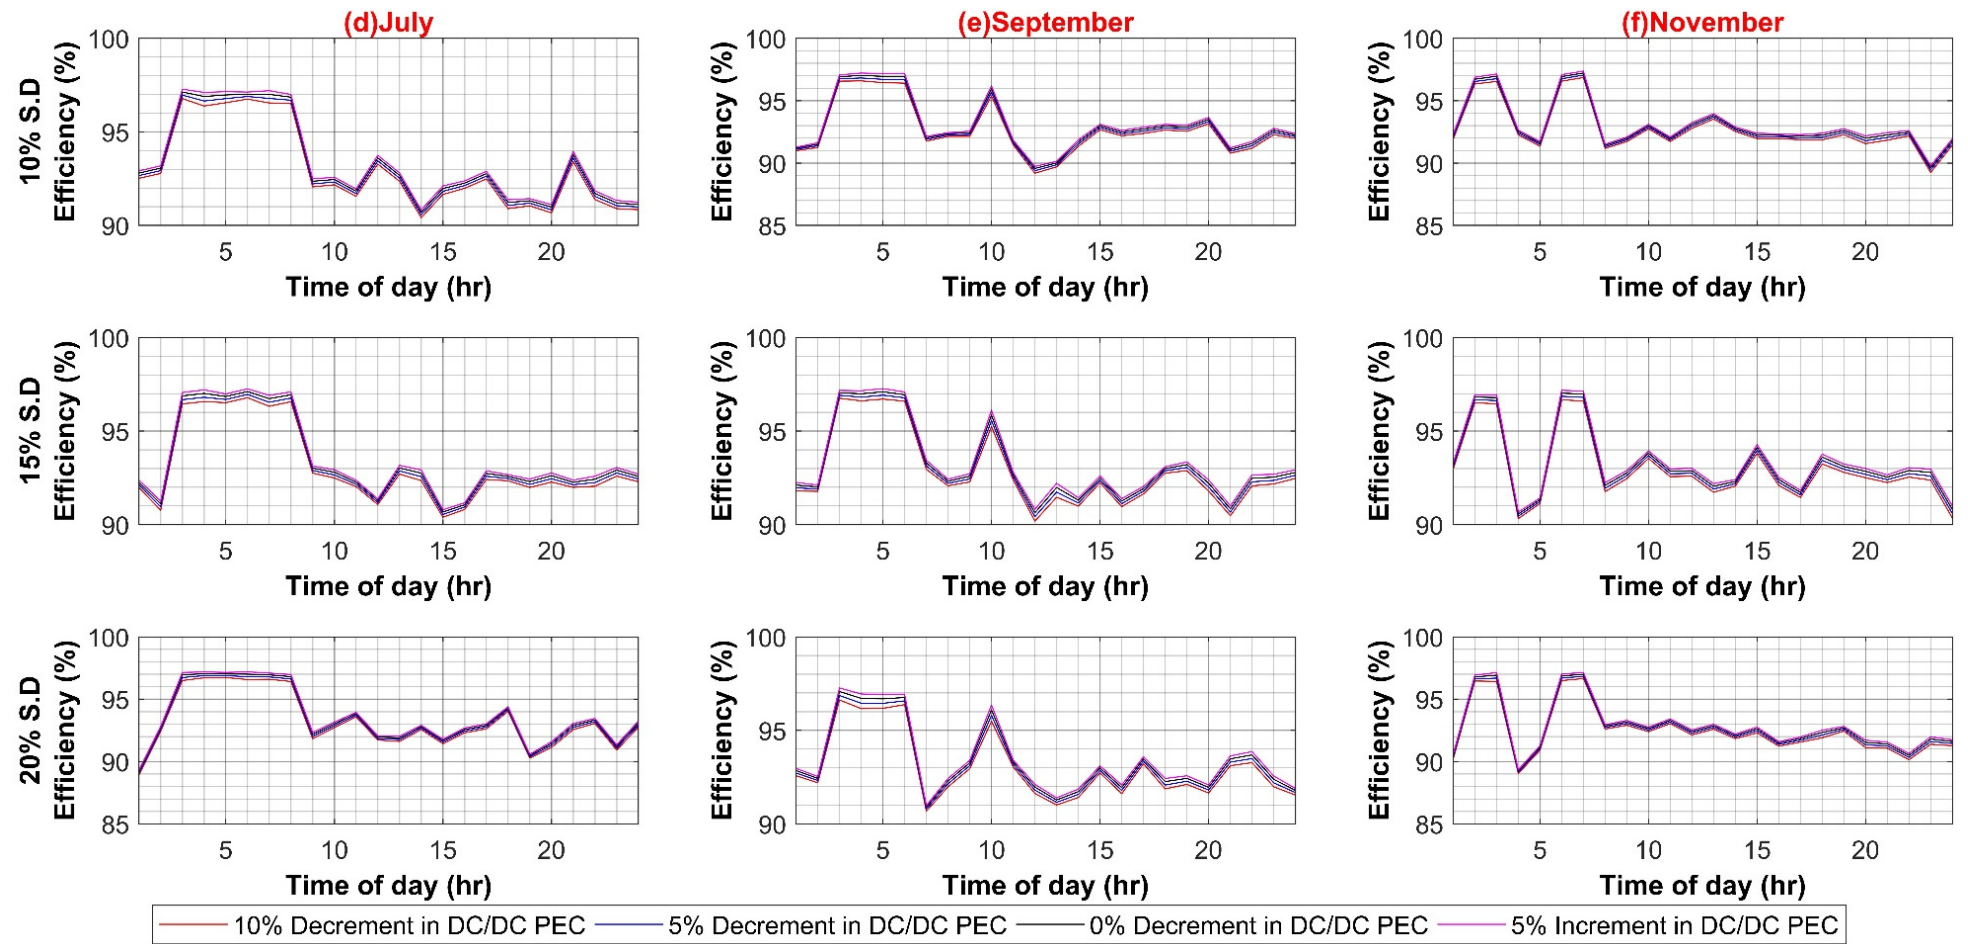 (d)July
(e)September
(f)November
10% S.D
Efficiency (%)
100
95
90
5
10
15
20
Time of day (hr)
Efficiency (%)
100
95
90
85
5
10
15
20
Time of day (hr)
Efficiency (%)
100
95
90
85
5
10
15
20
Time of day (hr)
15% S.D
Efficiency (%)
100
95
90
5
10
15
20
Time of day (hr)
Efficiency (%)
100
95
90
5
10
15
20
Time of day (hr)
Efficiency (%)
100
95
90
5
10
15
20
Time of day (hr)
20% S.D
Efficiency (%)
100
95
90
85
5
10
15
20
Time of day (hr)
Efficiency (%)
100
95
90
5
10
15
20
Time of day (hr)
Efficiency (%)
100
95
90
85
5
10
15
20
Time of day (hr)
10% Decrement in DC/DC PEC
5% Decrement in DC/DC PEC
0% Decrement in DC/DC PEC
5% Increment in DC/DC PEC